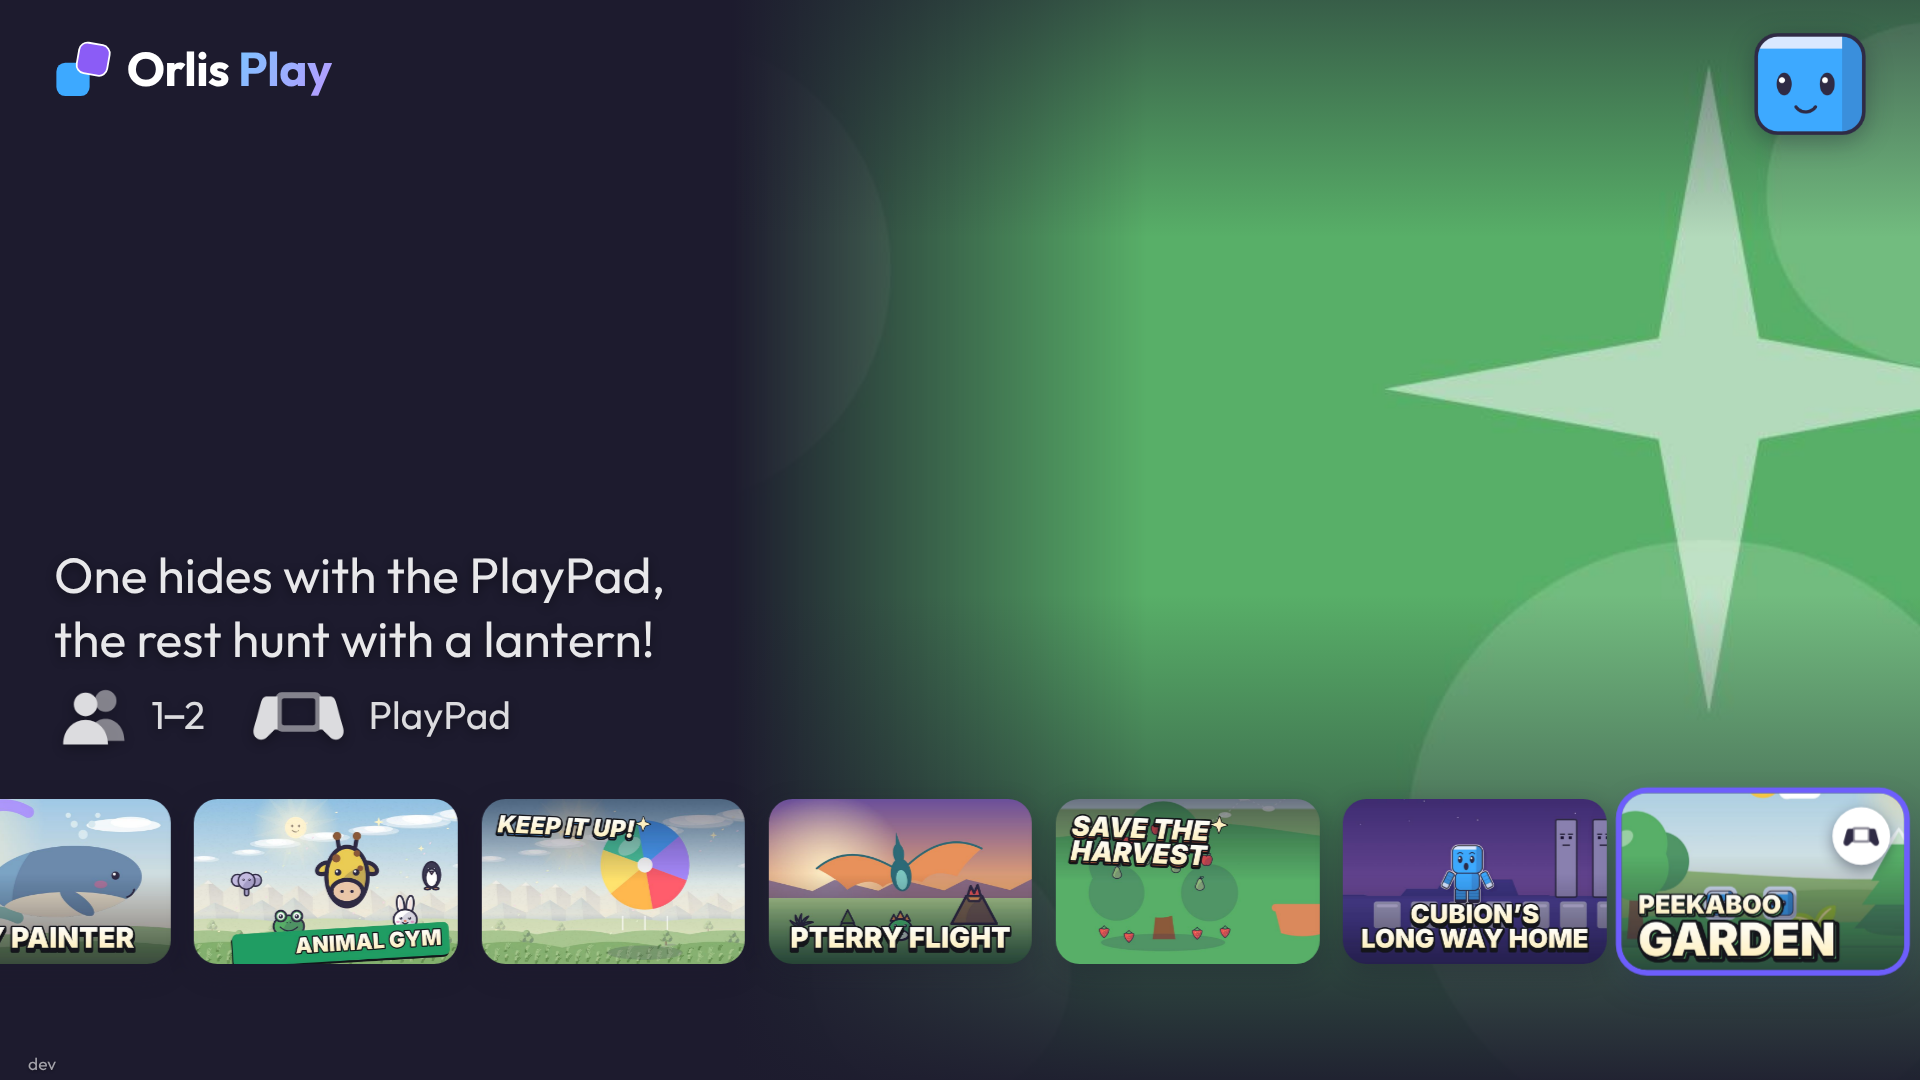 Orlis Play
One hides with the PlayPad,
the rest hunt with a lantern!
1–2
PlayPad
Y PAINTER
ANIMAL GYM
KEEP IT UP!
PTERRY FLIGHT
SAVE THE
HARVEST
CUBION'S
LONG WAY HOME
PEEKABOO
GARDEN
dev